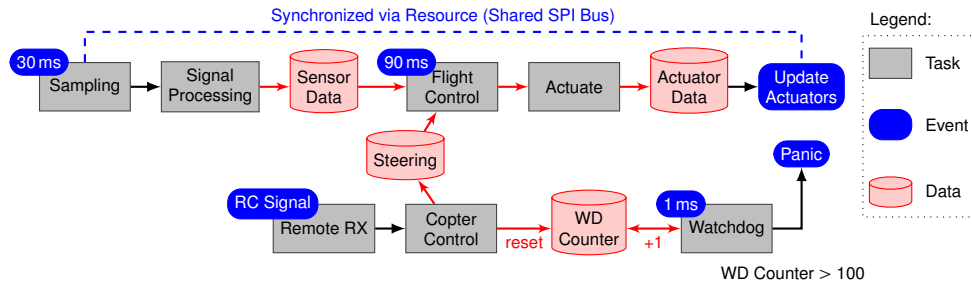 Synchronized via Resource (Shared SPI Bus)
Legend:
30 ms
Sampling
Signal
Processing
Sensor
Data
90 ms
Flight
Control
Actuate
Actuator
Data
Update
Actuators
Task
Event
Data
Steering
Panic
RC Signal
Remote RX
Copter
Control
reset
WD
Counter
+1
1 ms
Watchdog
WD Counter > 100